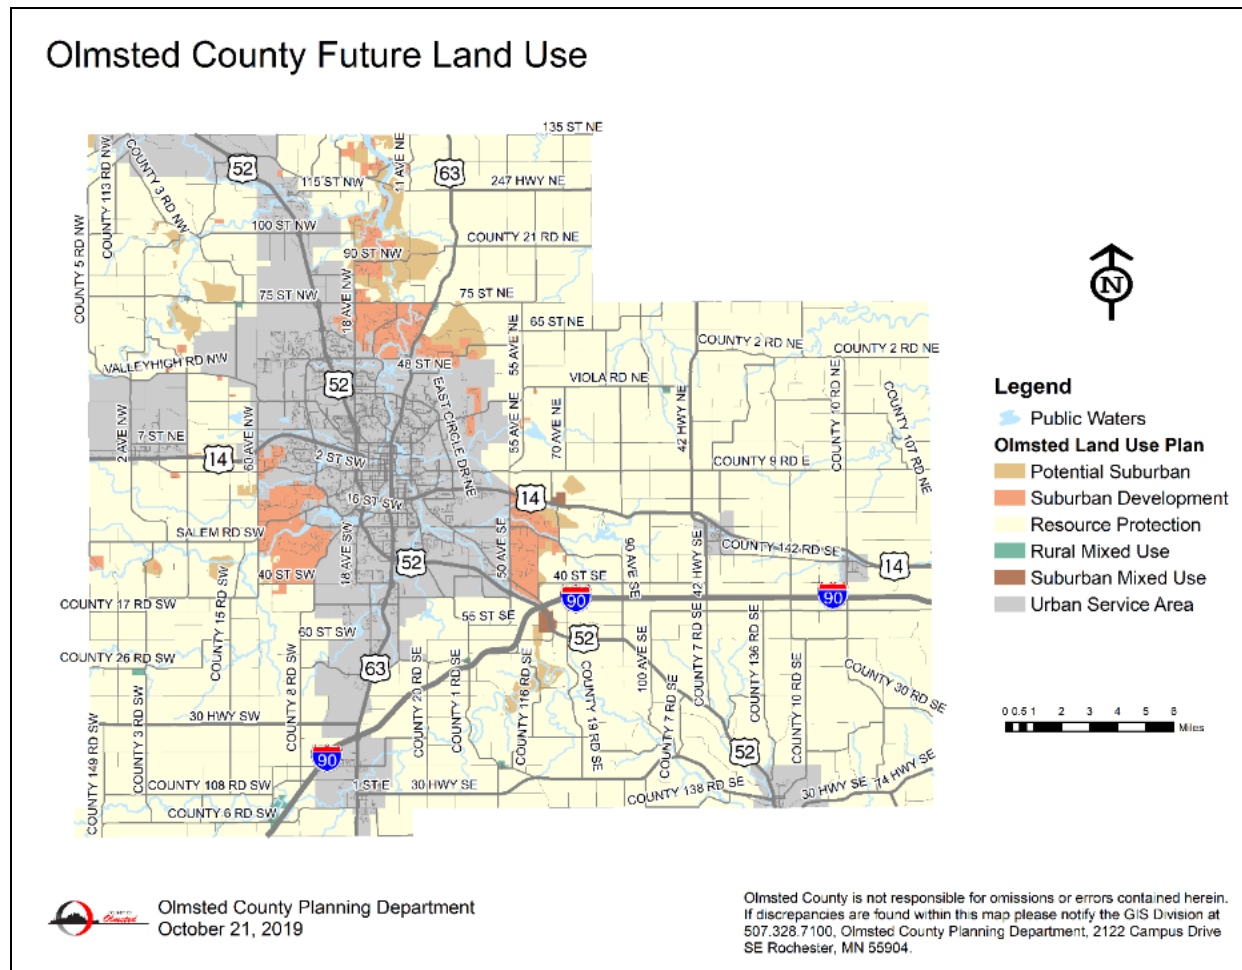 Olmsted County Future Land Use
135 ST NE
COUNTY 113 RD NW
COUNTY 3 RD NW
52
11 AVE NE
63
115 ST NW
247 HWY NE
COUNTY 5 RD NW
100 ST NW
COUNTY 21 RD NE
90 ST NW
N
75 ST NW
18 AVE NW
75 ST NE
65 ST NE
COUNTY 2 RD NE
COUNTY 2 RD NE
VALLEYHIGH RD NW
48 ST NE
55 AVE NE
VIOLA RD NE
52
EAST CIRCLE DR NE
COUNTY 10 RD NE
COUNTY 107 RD NE
2 AVE NW
7 ST NE
60 AVE NW
55 AVE NE
70 AVE NE
42 HWY NE
14
2 ST SW
COUNTY 9 RD E
16 ST SW
14
SALEM RD SW
18 AVE SW
50 AVE SE
90 AVE SE
42 HWY SE
COUNTY 142 RD SE
14
52
40 ST SW
40 ST SE
90
90
COUNTY 17 RD SW
COUNTY 15 RD SW
55 ST SE
60 ST SW
52
COUNTY 26 RD SW
63
COUNTY 8 RD SW
COUNTY 20 RD SE
COUNTY 1 RD SE
COUNTY 116 RD SE
COUNTY 19 RD SE
100 AVE SE
COUNTY 7 RD SE
COUNTY 7 RD SE
COUNTY 136 RD SE
COUNTY 10 RD SE
COUNTY 30 RD SE
30 HWY SW
COUNTY 3 RD SW
COUNTY 149 RD SW
90
52
COUNTY 108 RD SW
1 ST E
30 HWY SE
COUNTY 138 RD SE
30 HWY SE
74 HWY SE
COUNTY 6 RD SW
Legend
Public Waters
Olmsted Land Use Plan
Potential Suburban
Suburban Development
Resource Protection
Rural Mixed Use
Suburban Mixed Use
Urban Service Area
0 0.5 1 2 3 4 5 6
Miles
Olmsted
Olmsted County Planning Department
October 21, 2019
Olmsted County is not responsible for omissions or errors contained herein.
If discrepancies are found within this map please notify the GIS Division at
507.328.7100, Olmsted County Planning Department, 2122 Campus Drive
SE Rochester, MN 55904.